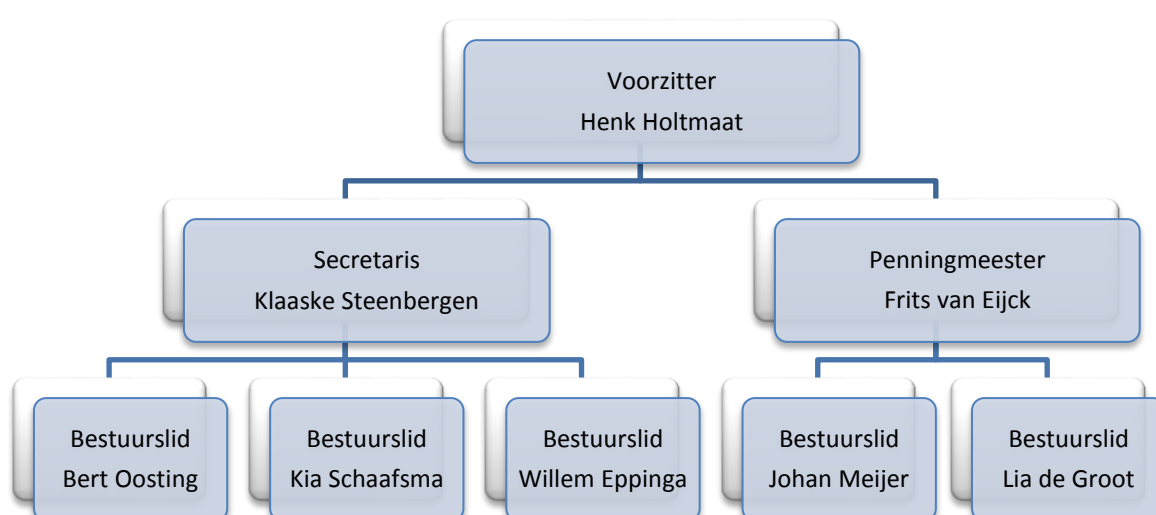 Voorzitter
Henk Holtmaat
Secretaris
Klaaske Steenbergen
Penningmeester
Frits van Eijck
Bestuurslid
Bert Oosting
Bestuurslid
Kia Schaafsma
Bestuurslid
Willem Eppinga
Bestuurslid
Johan Meijer
Bestuurslid
Lia de Groot